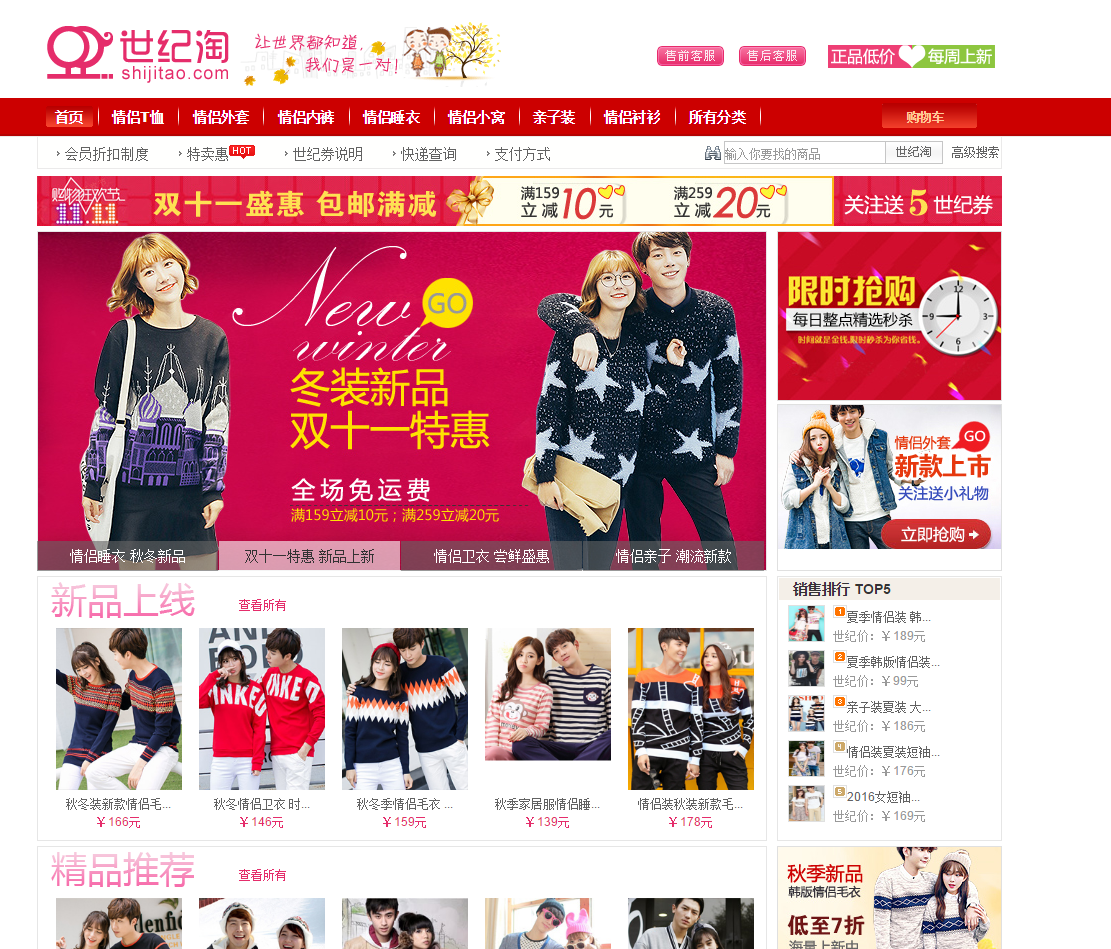 世纪淘
shijitao.com
让世界都知道,
我们是一对!
售前客服
售后客服
正品低价 每周上新
首页
情侣T恤
情侣外套
情侣内裤
情侣睡衣
情侣小窝
亲子装
情侣衬衫
所有分类
购物车
会员折扣制度
特卖惠
HOT
世纪券说明
快递查询
支付方式
输入你要找的商品
世纪淘
高级搜索
购物狂欢节
11.11
双十一盛惠 包邮满减
满159
立 减10元
满259
立 减20元
关注送5世纪券
New
winter
GO
冬装新品
双十一特惠
全场免运费
满159立减10元；满259立减20元
情侣睡衣 秋冬新品
双十一特惠 新品上新
情侣卫衣 尝鲜盛惠
情侣亲子 潮流新款
限时抢购
每日整点精选秒杀
时间就是金钱,限时秒杀为你省钱。
12
3
6
9
情侣外套
GO
新款上市
关注送小礼物
立即抢购
新品上线
查看所有
秋冬装新款情侣毛...
￥166元
秋冬情侣卫衣 时...
￥146元
秋冬季情侣毛衣 ...
￥159元
秋季家居服情侣睡...
￥139元
情侣装秋装新款毛...
￥178元
销售排行 TOP5
1
夏季情侣装 韩...
世纪价：￥189元
2
夏季韩版情侣装...
世纪价：￥99元
3
亲子装夏装 大...
世纪价：￥186元
4
情侣装夏装短袖...
世纪价：￥176元
5
2016女短袖...
世纪价：￥169元
精品推荐
查看所有
秋季新品
韩版情侣毛衣
低至7折
海量上新中